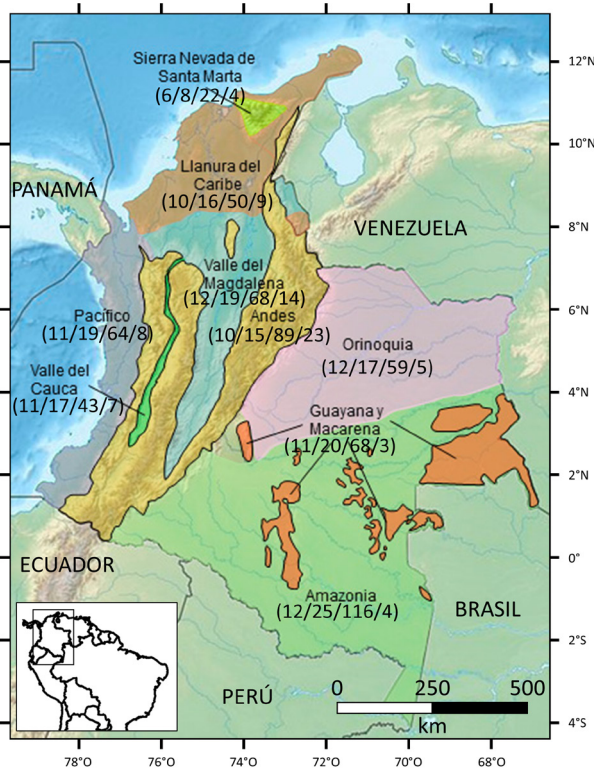 Sierra Nevada de
Santa Marta
(6/8/22/4)
12°N
10°N
Llanura del
Caribe
(10/16/50/9)
PANAMÁ
8°N
VENEZUELA
Valle del
Magdalena
(12/19/68/14)
6°N
Pacífico
(11/19/64/8)
Andes
(10/15/89/23)
Orinoquia
(12/17/59/5)
Valle del
Cauca
(11/17/43/7)
4°N
Guayana y
Macarena
(11/20/68/3)
2°N
0°
ECUADOR
Amazonia
(12/25/116/4)
BRASIL
2°S
PERÚ
0 250 500
km
4°S
78°O 76°O 74°O 72°O 70°O 68°O